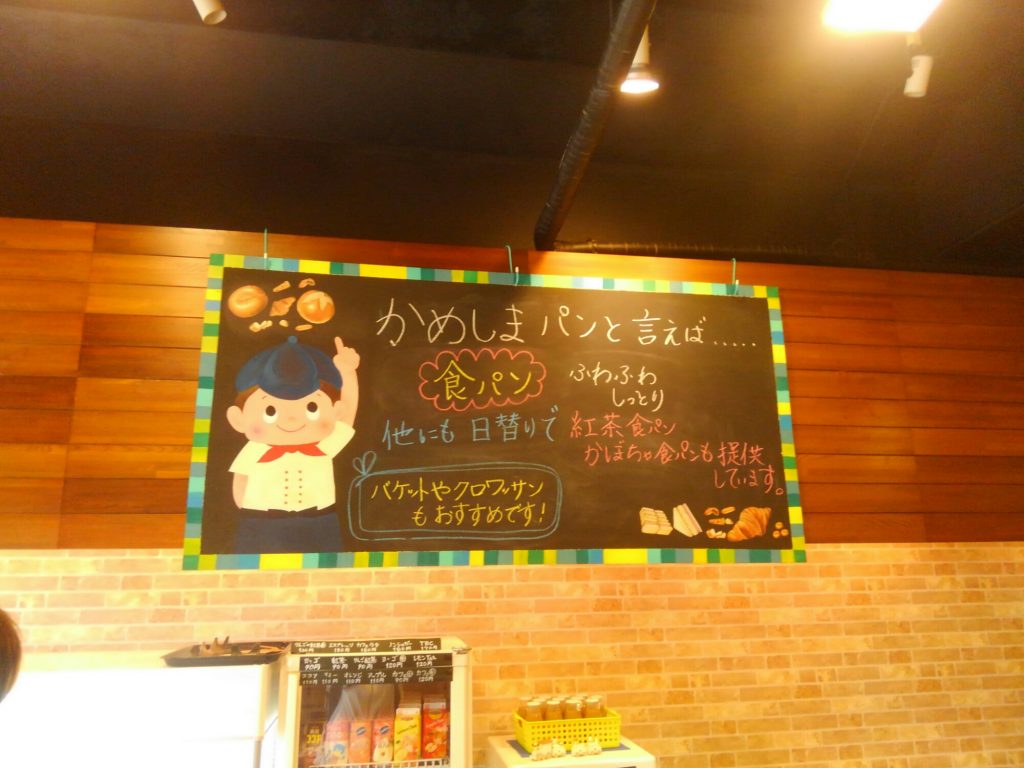 かめしまパンと言えば.....
食パン
ふわふわ
しっとり
他にも日替りで
紅茶食パン
かぼちゃ食パンも提供
しています。
バケットやクロワッサン
もおすすめです!